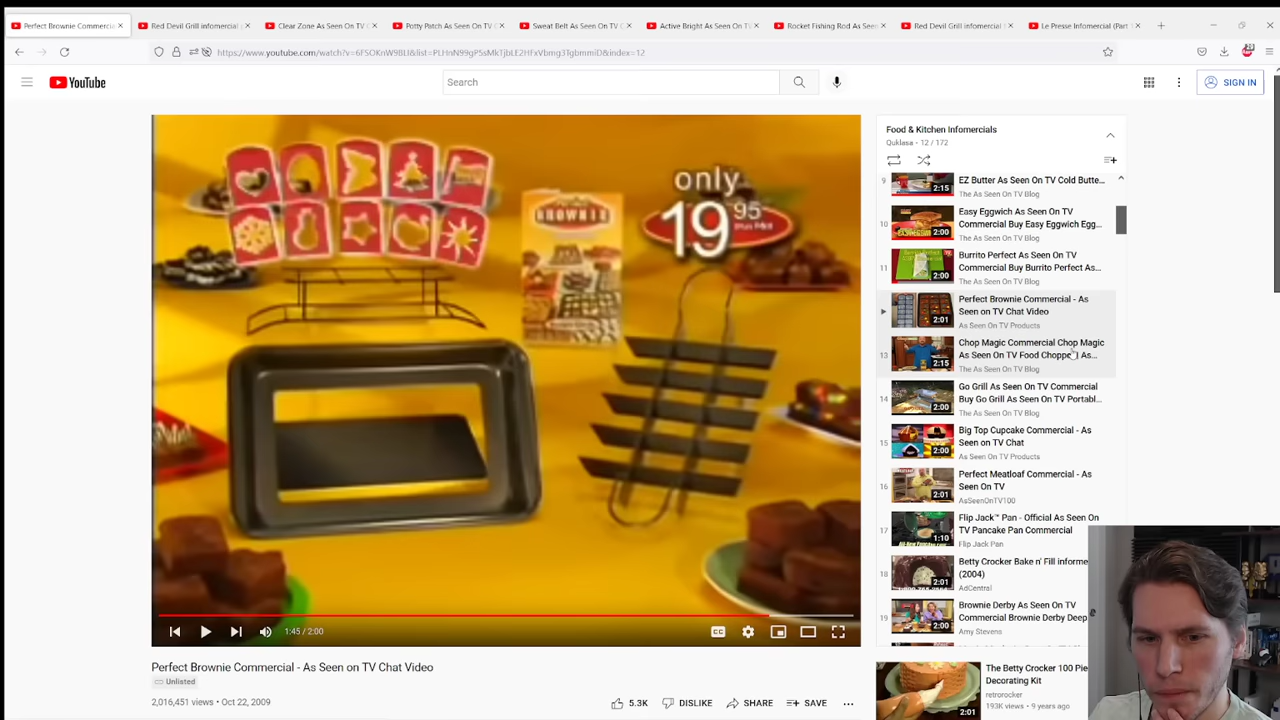 Perfect Brownie Commercia
Red Devil Grill infomercial
Clear Zone As Seen On TV C
Potty Patch As Seen On TV C
Sweat Belt As Seen On TV C
Active Bright As Seen On TV
Rocket Fishing Rod As Seen
Red Devil Grill infomercial
Le Presse Infomercial (Part 1
YouTube
Search
SIGN IN
BROWNIE
only
19 95
Food & Kitchen Infomercials
Quklasa - 12 / 172
9
2:15
EZ Butter As Seen On TV Cold Butte...
The As Seen On TV Blog
10
2:00
Easy Eggwich As Seen On TV
Commercial Buy Easy Eggwich Egg...
The As Seen On TV Blog
11
2:00
Burrito Perfect As Seen On TV
Commercial Buy Burrito Perfect As...
The As Seen On TV Blog
2:01
Perfect Brownie Commercial - As
Seen on TV Chat Video
As Seen On TV Products
13
2:15
Chop Magic Commercial Chop Magic
As Seen On TV Food Chopper As...
The As Seen On TV Blog
14
2:00
Go Grill As Seen On TV Commercial
Buy Go Grill As Seen On TV Portabl...
The As Seen On TV Blog
15
2:00
Big Top Cupcake Commercial - As
Seen on TV Chat
As Seen On TV Products
16
2:01
Perfect Meatloaf Commercial - As
Seen On TV
AsSeenOnTV100
17
1:10
Flip Jack™ Pan - Official As Seen On
TV Pancake Pan Commercial
Flip Jack Pan
18
2:01
Betty Crocker Bake n' Fill informe
(2004)
AdCentral
19
2:00
Brownie Derby As Seen On TV
Commercial Brownie Derby Deep
Amy Stevens
1:45 / 2:00
CC
Perfect Brownie Commercial - As Seen on TV Chat Video
Unlisted
2,016,451 views • Oct 22, 2009
5.3K
DISLIKE
SHARE
SAVE
2:01
The Betty Crocker 100 Pie
Decorating Kit
retrorocker
193K views • 9 years ago